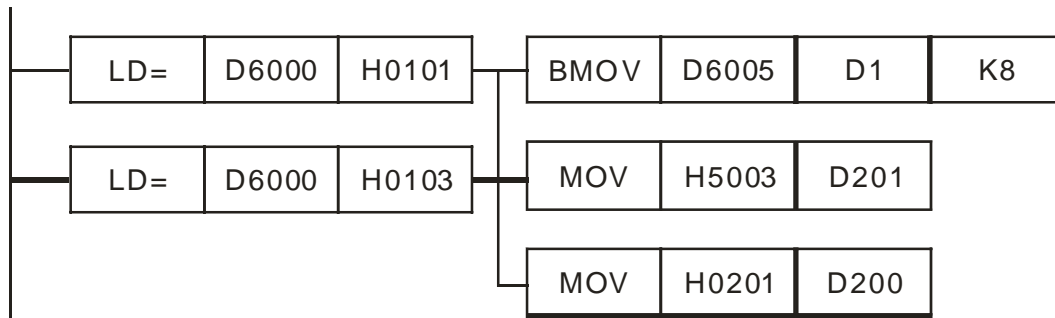 LD= D6000 H0101 BMOV D6005 D1 K8
LD= D6000 H0103 MOV H5003 D201
MOV H0201 D200